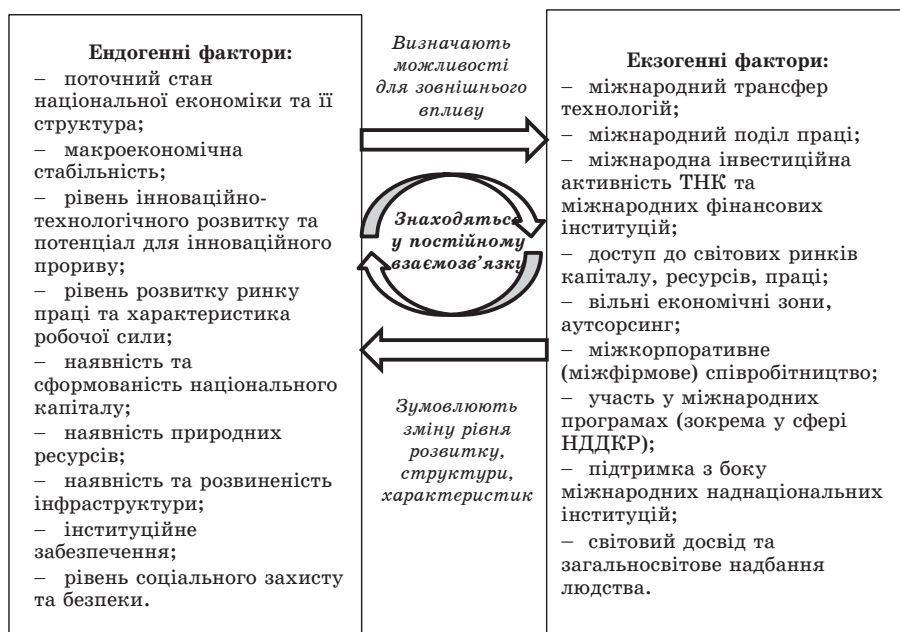 Ендогенні фактори:
– поточний стан
національної економіки та її
структура;
– макроекономічна
стабільність;
– рівень інноваційно-
технологічного розвитку та
потенціал для інноваційного
прориву;
– рівень розвитку ринку
праці та характеристика
робочої сили;
– наявність та
сформованість національного
капіталу;
– наявність природних
ресурсів;
– наявність та розвиненість
інфраструктури;
– інституційне
забезпечення;
– рівень соціального захисту
та безпеки.
Визначають
можливості
для зовнішнього
впливу
Знаходяться
у постійному
взаємозв’язку
Зумовлюють
зміну рівня
розвитку,
структури,
характеристик
Екзогенні фактори:
– міжнародний трансфер
технологій;
– міжнародний поділ праці;
– міжнародна інвестиційна
активність ТНК та
міжнародних фінансових
інституцій;
– доступ до світових ринків
капіталу, ресурсів, праці;
– вільні економічні зони,
аутсорсинг;
– міжкорпоративне
(міжфірмове) співробітництво;
– участь у міжнародних
програмах (зокрема у сфері
НДДКР);
– підтримка з боку
міжнародних наднаціональних
інституцій;
– світовий досвід та
загальносвітове надбання
людства.